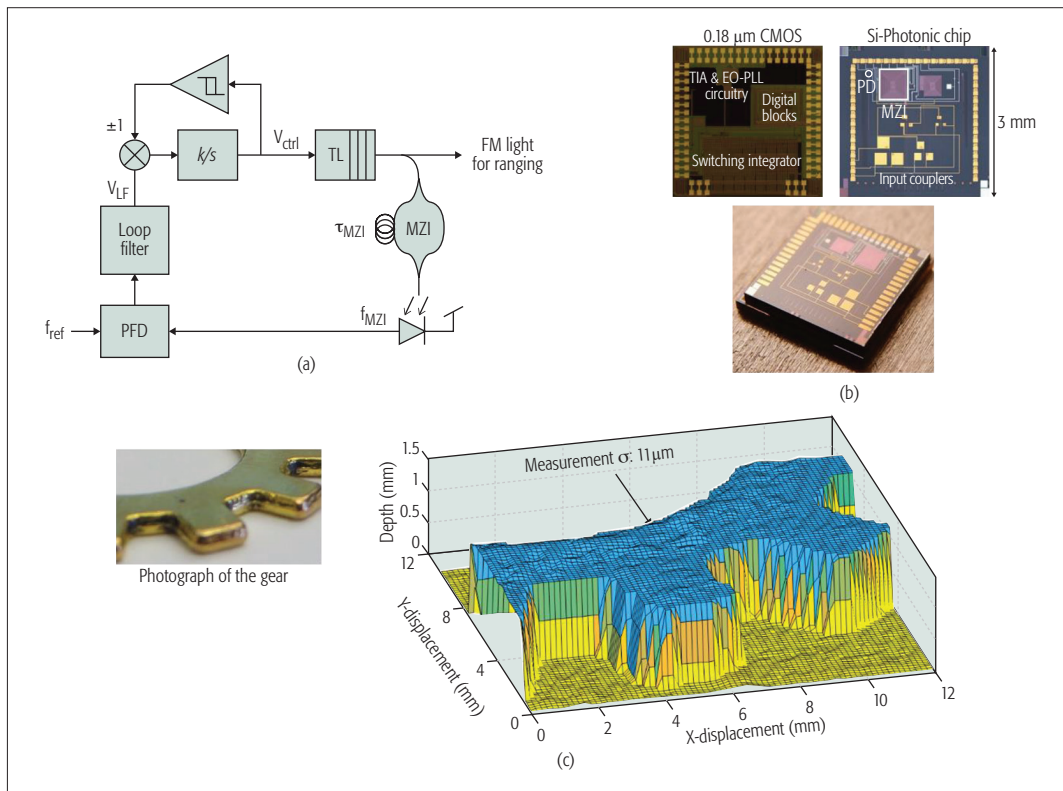 ±1
k/s
V_ctrl
TL
FM light
for ranging
V_LF
Loop
filter
τ_MZI
MZI
f_ref
PFD
f_MZI
(a)
0.18 µm CMOS
TIA & EO-PLL
circuitry
Digital
blocks
Switching integrator
Si-Photonic chip
PD
MZI
Input couplers
3 mm
(b)
Photograph of the gear
Measurement σ: 11µm
Depth (mm)
1.5
1
0.5
0
12
8
4
0
Y-displacement (mm)
0
2
4
6
8
10
12
X-displacement (mm)
(c)